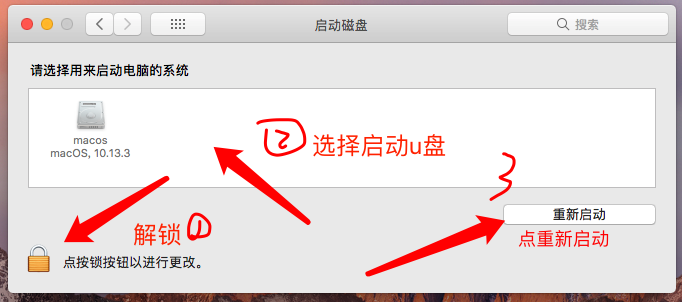 启动磁盘
搜索
请选择用来启动电脑的系统
macos
macOS, 10.13.3
2 选择启动u盘
3
重新启动
点重新启动
解锁 1
点按锁按钮以进行更改。